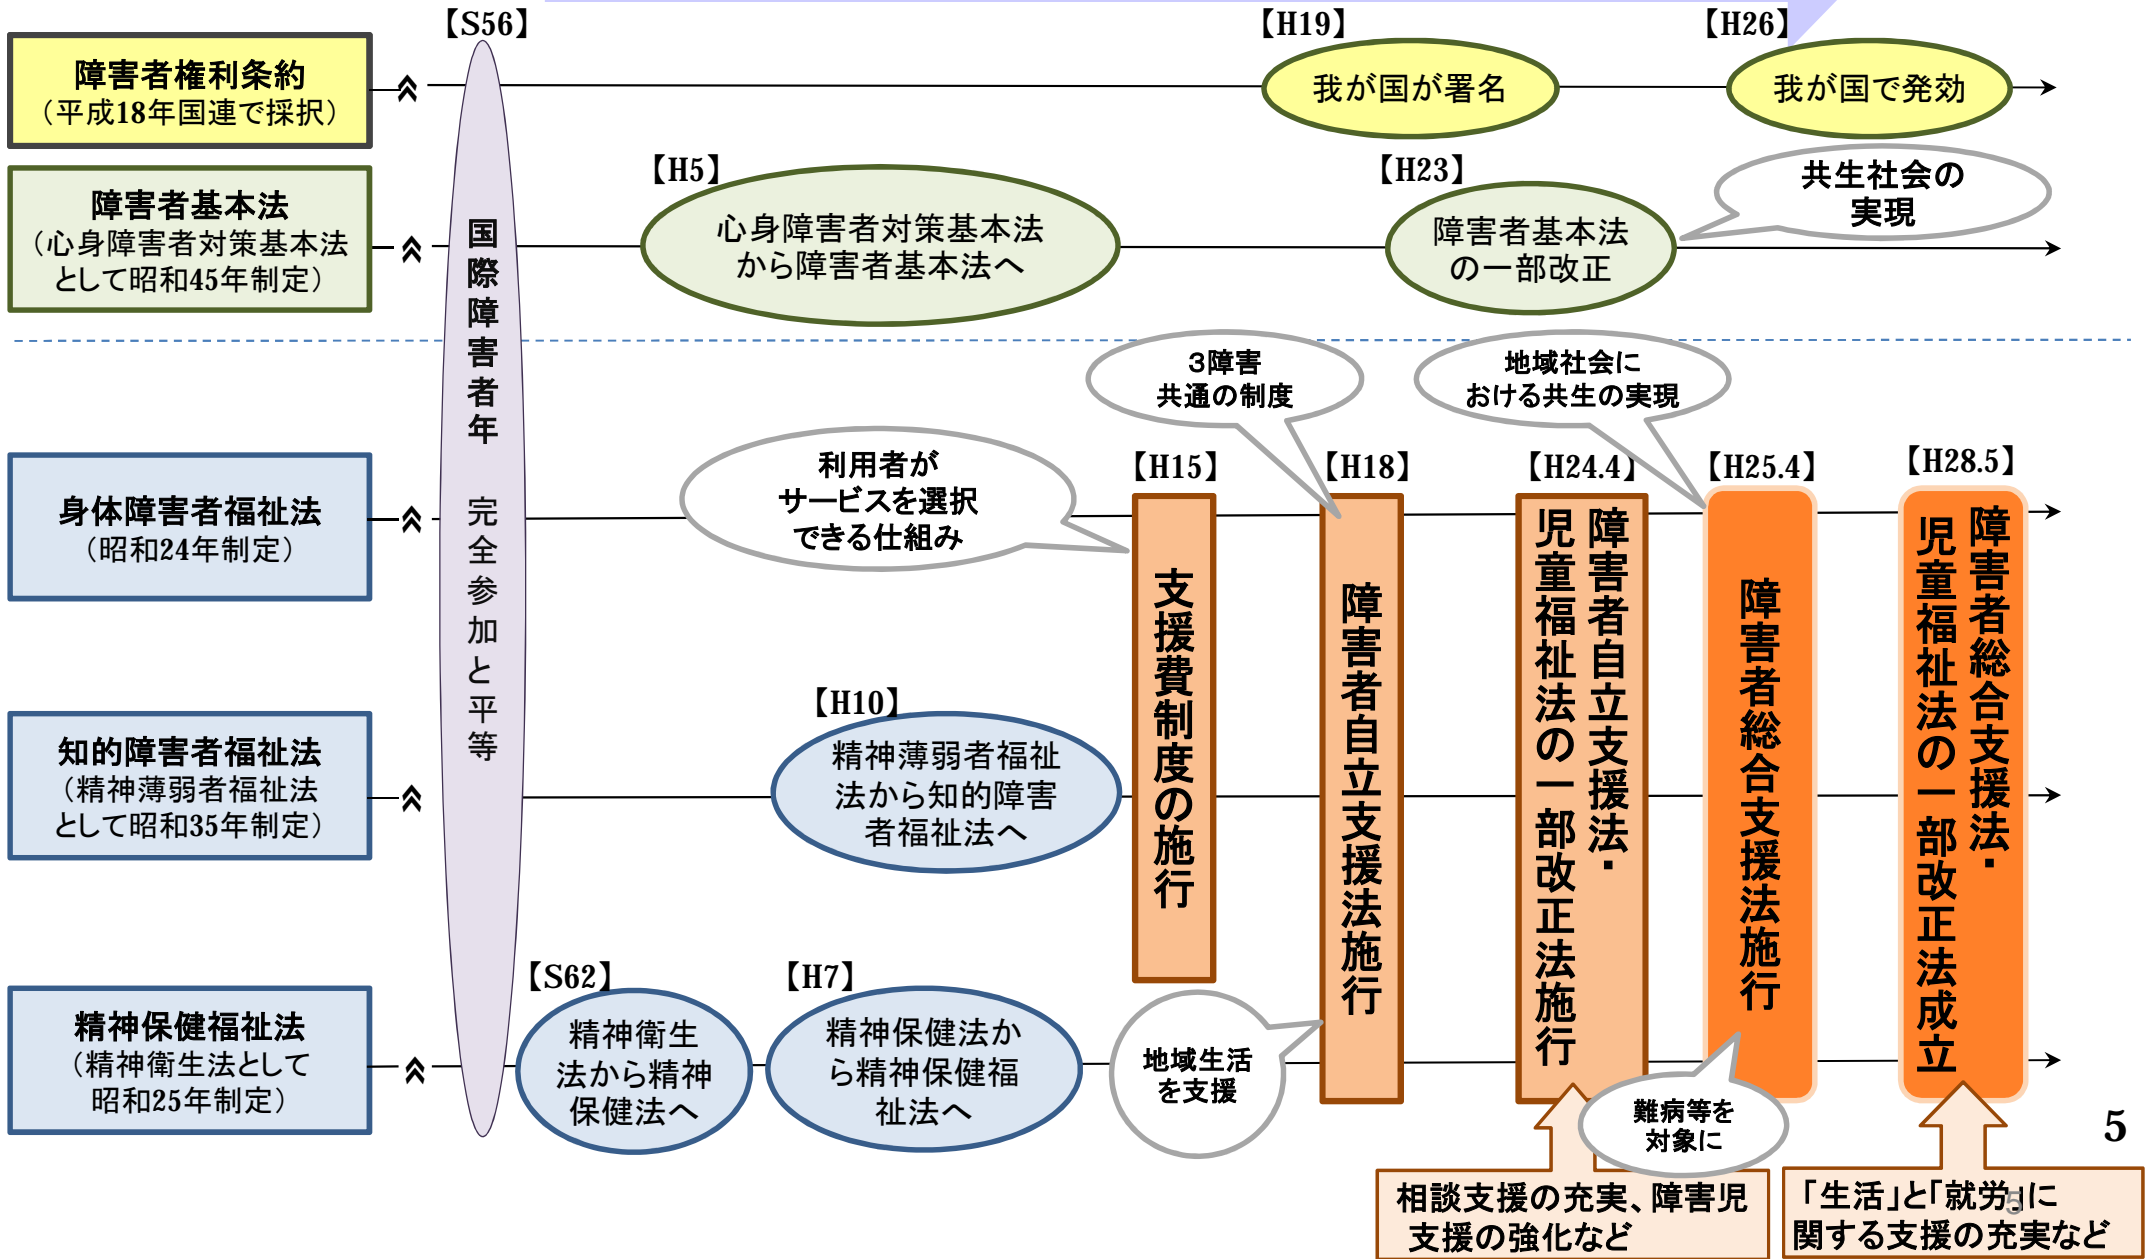 【S56】
【H19】
【H26】
障害者権利条約
（平成18年国連で採択）
我が国が署名
我が国で発効
【H5】
【H23】
障害者基本法
（心身障害者対策基本法
として昭和45年制定）
心身障害者対策基本法
から障害者基本法へ
障害者基本法
の一部改正
共生社会の
実現
国際障害者年　完全参加と平等
3障害
共通の制度
地域社会に
おける共生の実現
利用者が
サービスを選択
できる仕組み
【H15】
【H18】
【H24.4】
【H25.4】
【H28.5】
身体障害者福祉法
（昭和24年制定）
支援費制度の施行
障害者自立支援法施行
障害者自立支援法・
児童福祉法の一部改正法施行
障害者総合支援法施行
障害者総合支援法・
児童福祉法の一部改正法成立
【H10】
知的障害者福祉法
（精神薄弱者福祉法
として昭和35年制定）
精神薄弱者福祉
法から知的障害
者福祉法へ
【S62】
【H7】
精神保健福祉法
（精神衛生法として
昭和25年制定）
精神衛生
法から精神
保健法へ
精神保健法か
ら精神保健福
祉法へ
地域生活
を支援
難病等を
対象に
5
相談支援の充実、障害児
支援の強化など
「生活」と「就労」に
関する支援の充実など
5